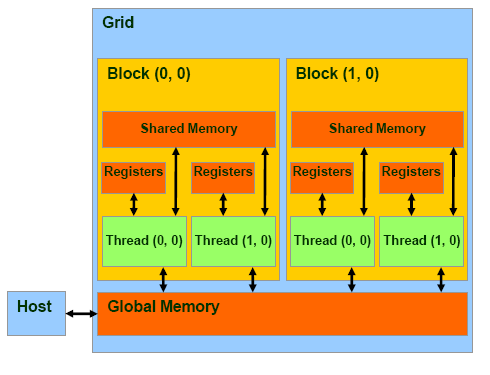 Grid
Block (0, 0)
Block (1, 0)
Shared Memory
Shared Memory
Registers
Registers
Registers
Registers
Thread (0, 0)
Thread (1, 0)
Thread (0, 0)
Thread (1, 0)
Host
Global Memory